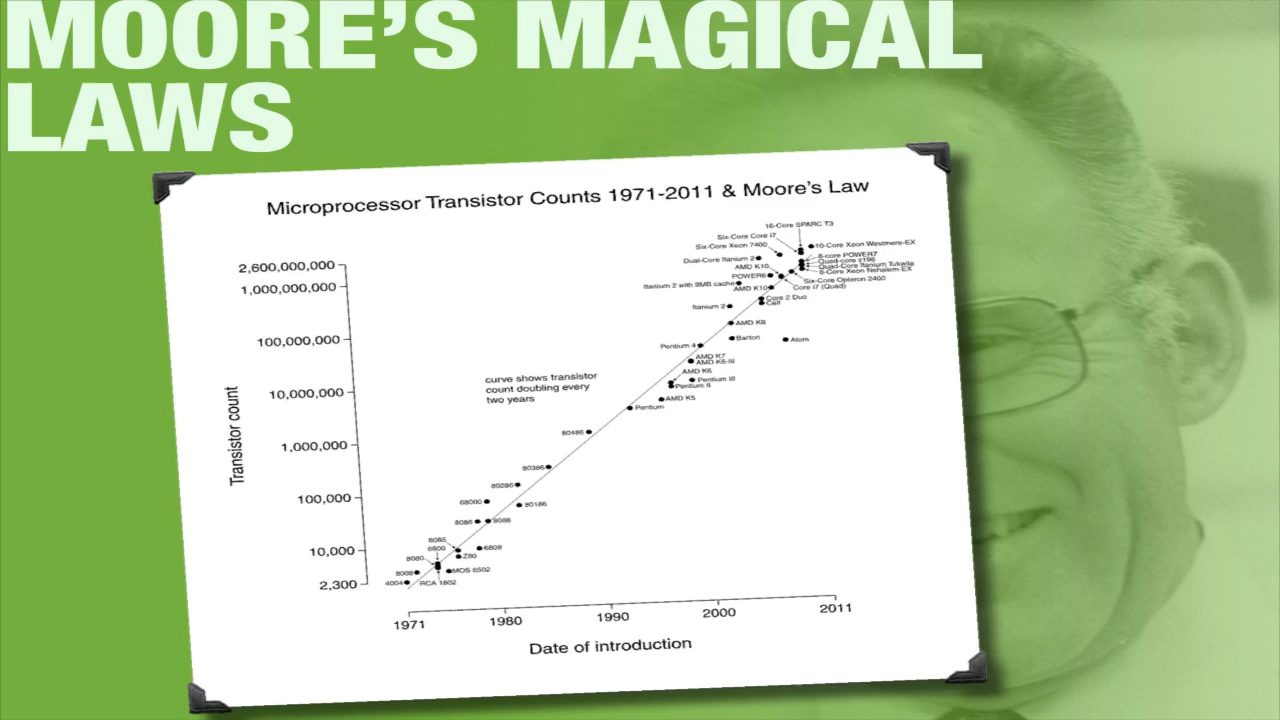 MOORE'S MAGICAL
LAWS
Microprocessor Transistor Counts 1971-2011 & Moore's Law
16-Core SPARC T3
Six-Core Core i7
Six-Core Xeon 7400
10-Core Xeon Westmere-EX
Dual-Core Itanium 2
8-core POWER7
Quad-core z196
AMD K10
Quad-Core Itanium Tukwila
8-Core Xeon Nehalem-EX
POWER6
Six-Core Opteron 2400
Itanium 2 with 9MB cache
AMD K10
Core i7 (Quad)
Core 2 Duo
Cell
Itanium 2
AMD K8
Barton
Atom
Pentium 4
AMD K7
AMD K6-III
AMD K6
Pentium III
Pentium II
AMD K5
Pentium
80486
80386
80286
68000
80186
8086
8088
8085
6800
6809
8080
Z80
8008
MOS 6502
4004
RCA 1802
curve shows transistor
count doubling every
two years
2,600,000,000
1,000,000,000
100,000,000
10,000,000
1,000,000
100,000
10,000
2,300
Transistor count
1971
1980
1990
2000
2011
Date of introduction